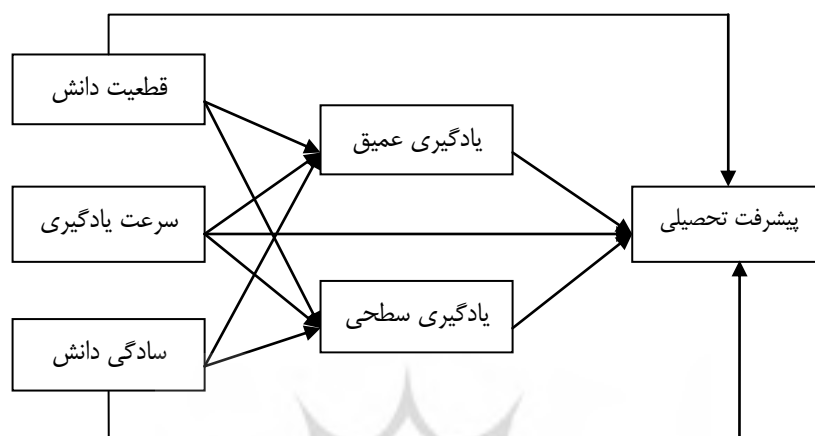 قطعیت دانش
یادگیری عمیق
سرعت یادگیری
پیشرفت تحصیلی
یادگیری سطحی
سادگی دانش